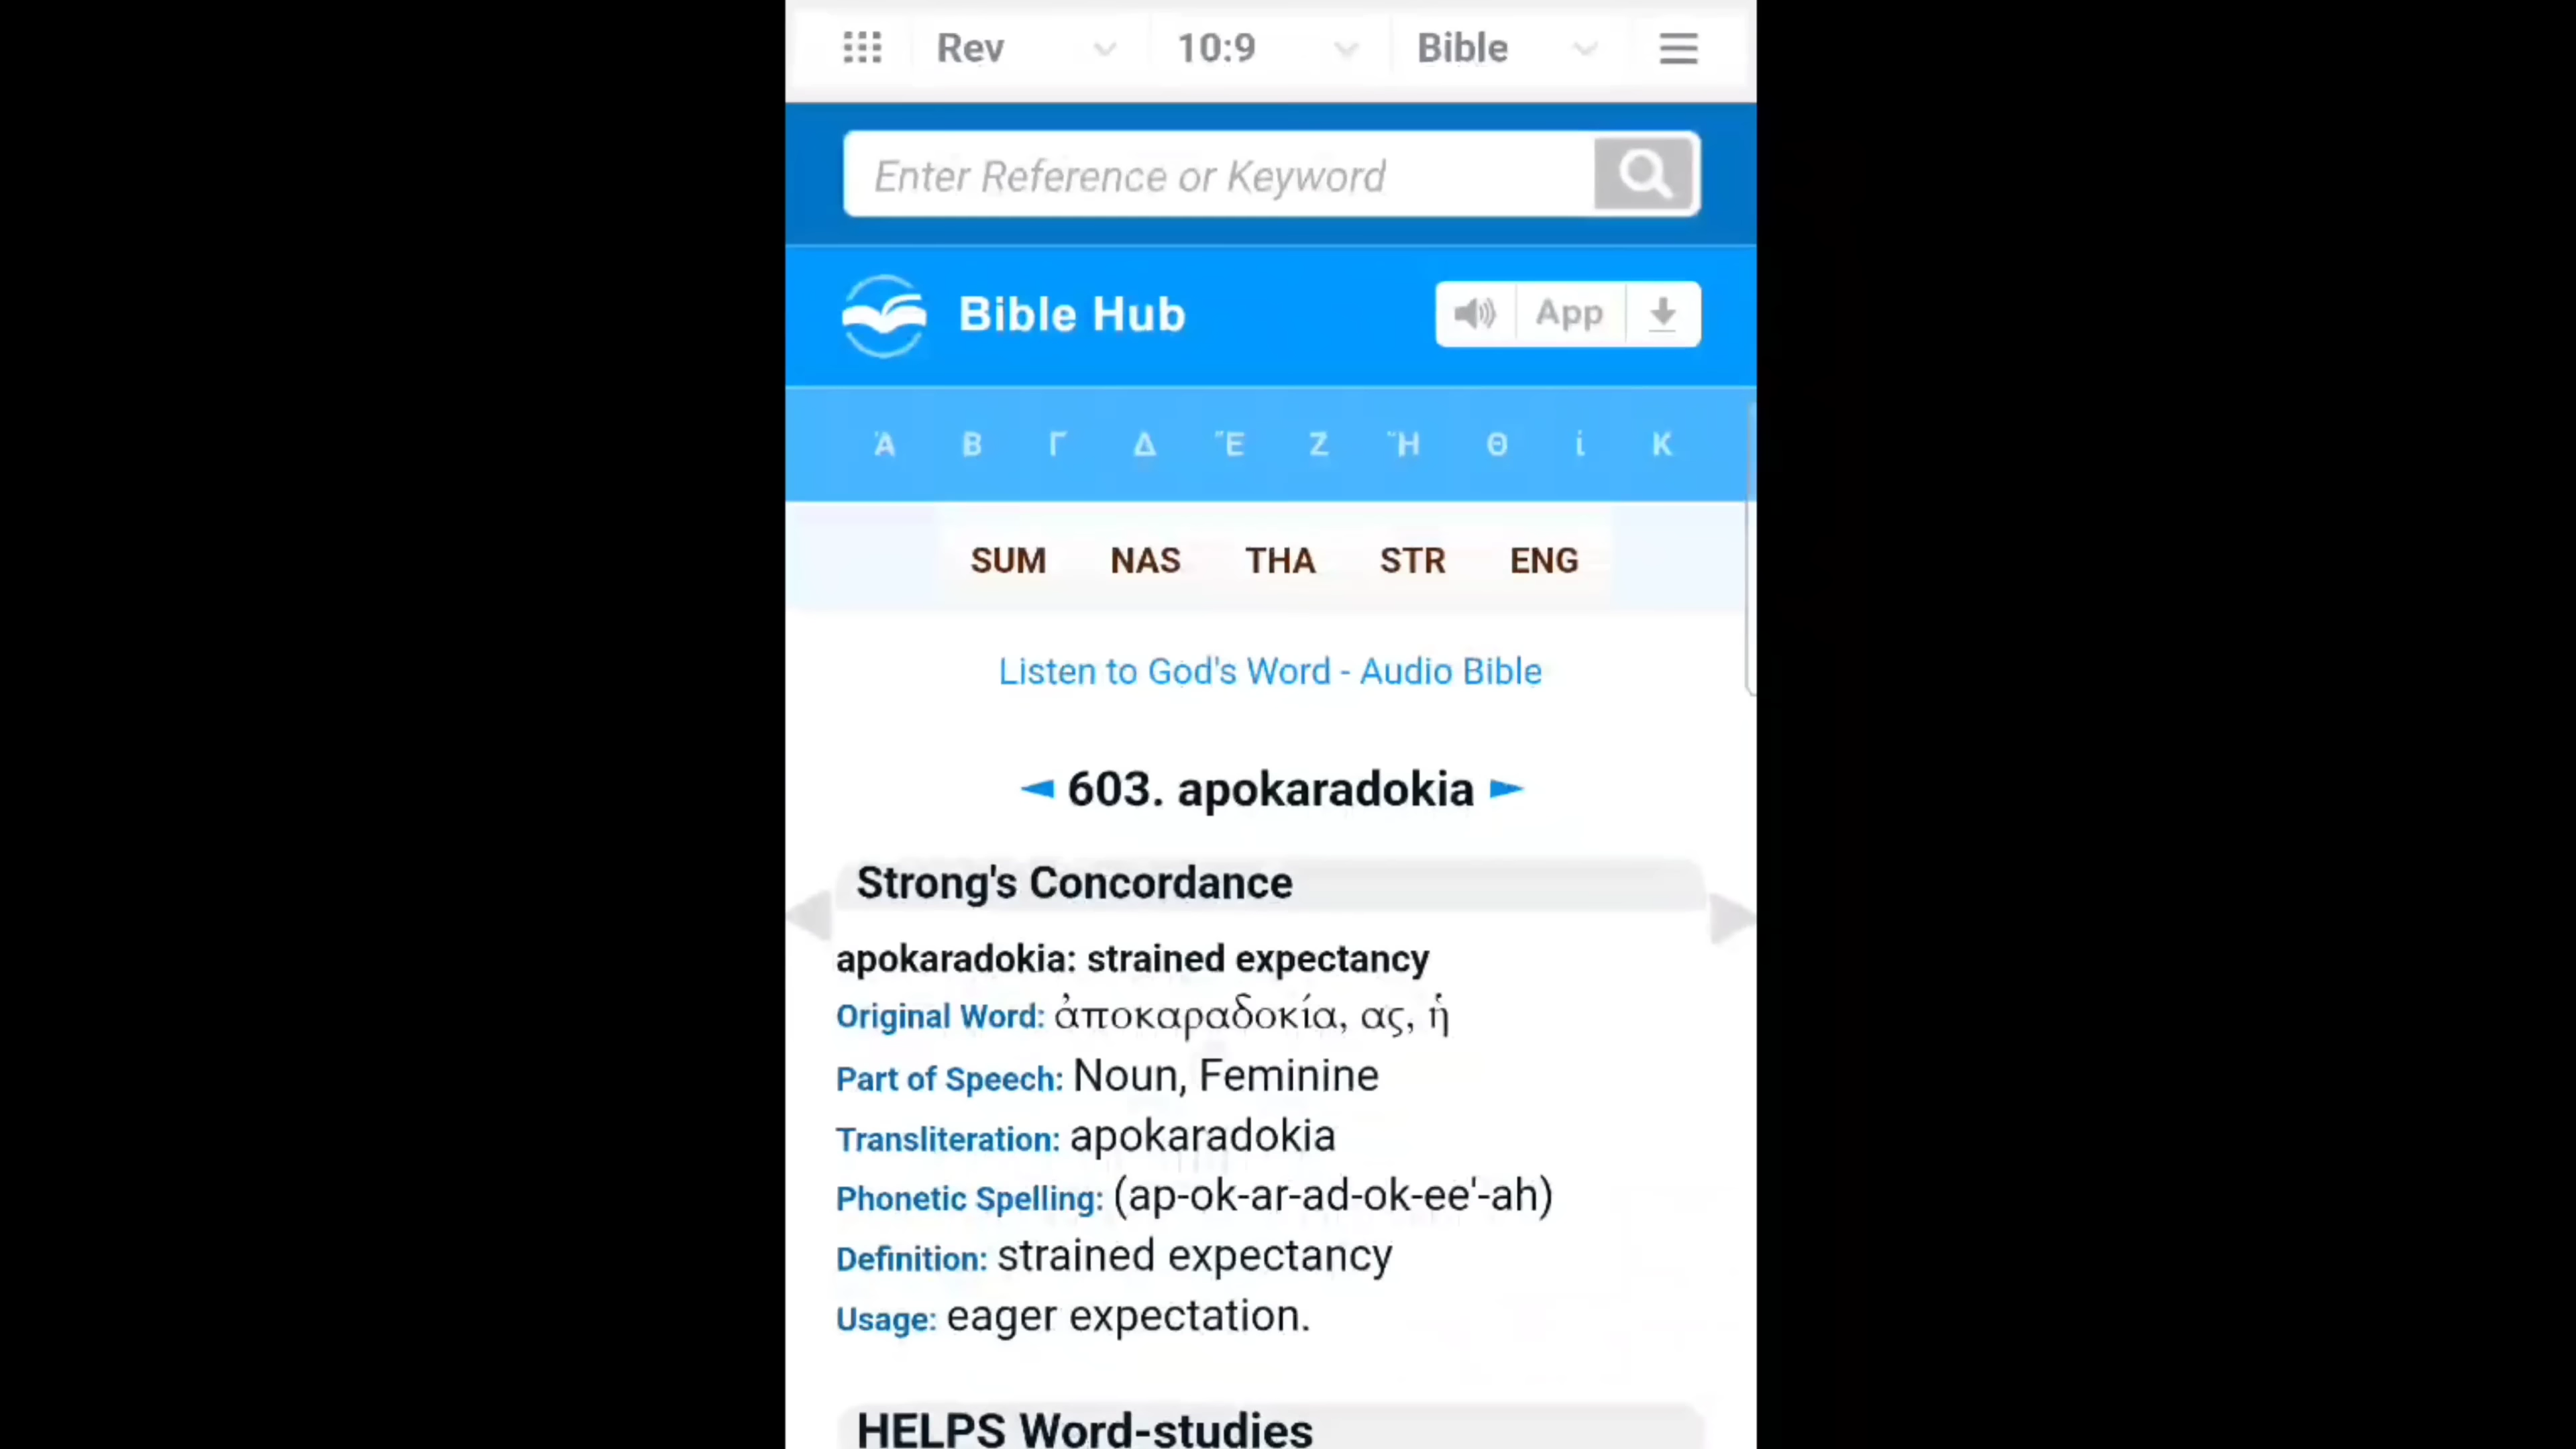 Rev 10:9 Bible
Enter Reference or Keyword
Bible Hub App
Ἀ Β Γ Δ Ἕ Ζ Ἤ Θ ἰ Κ
SUM NAS THA STR ENG
Listen to God's Word - Audio Bible
◄ 603. apokaradokia ►
Strong's Concordance
apokaradokia: strained expectancy
Original Word: ἀποκαραδοκία, ας, ἡ
Part of Speech: Noun, Feminine
Transliteration: apokaradokia
Phonetic Spelling: (ap-ok-ar-ad-ok-ee'-ah)
Definition: strained expectancy
Usage: eager expectation.
HELPS Word-studies